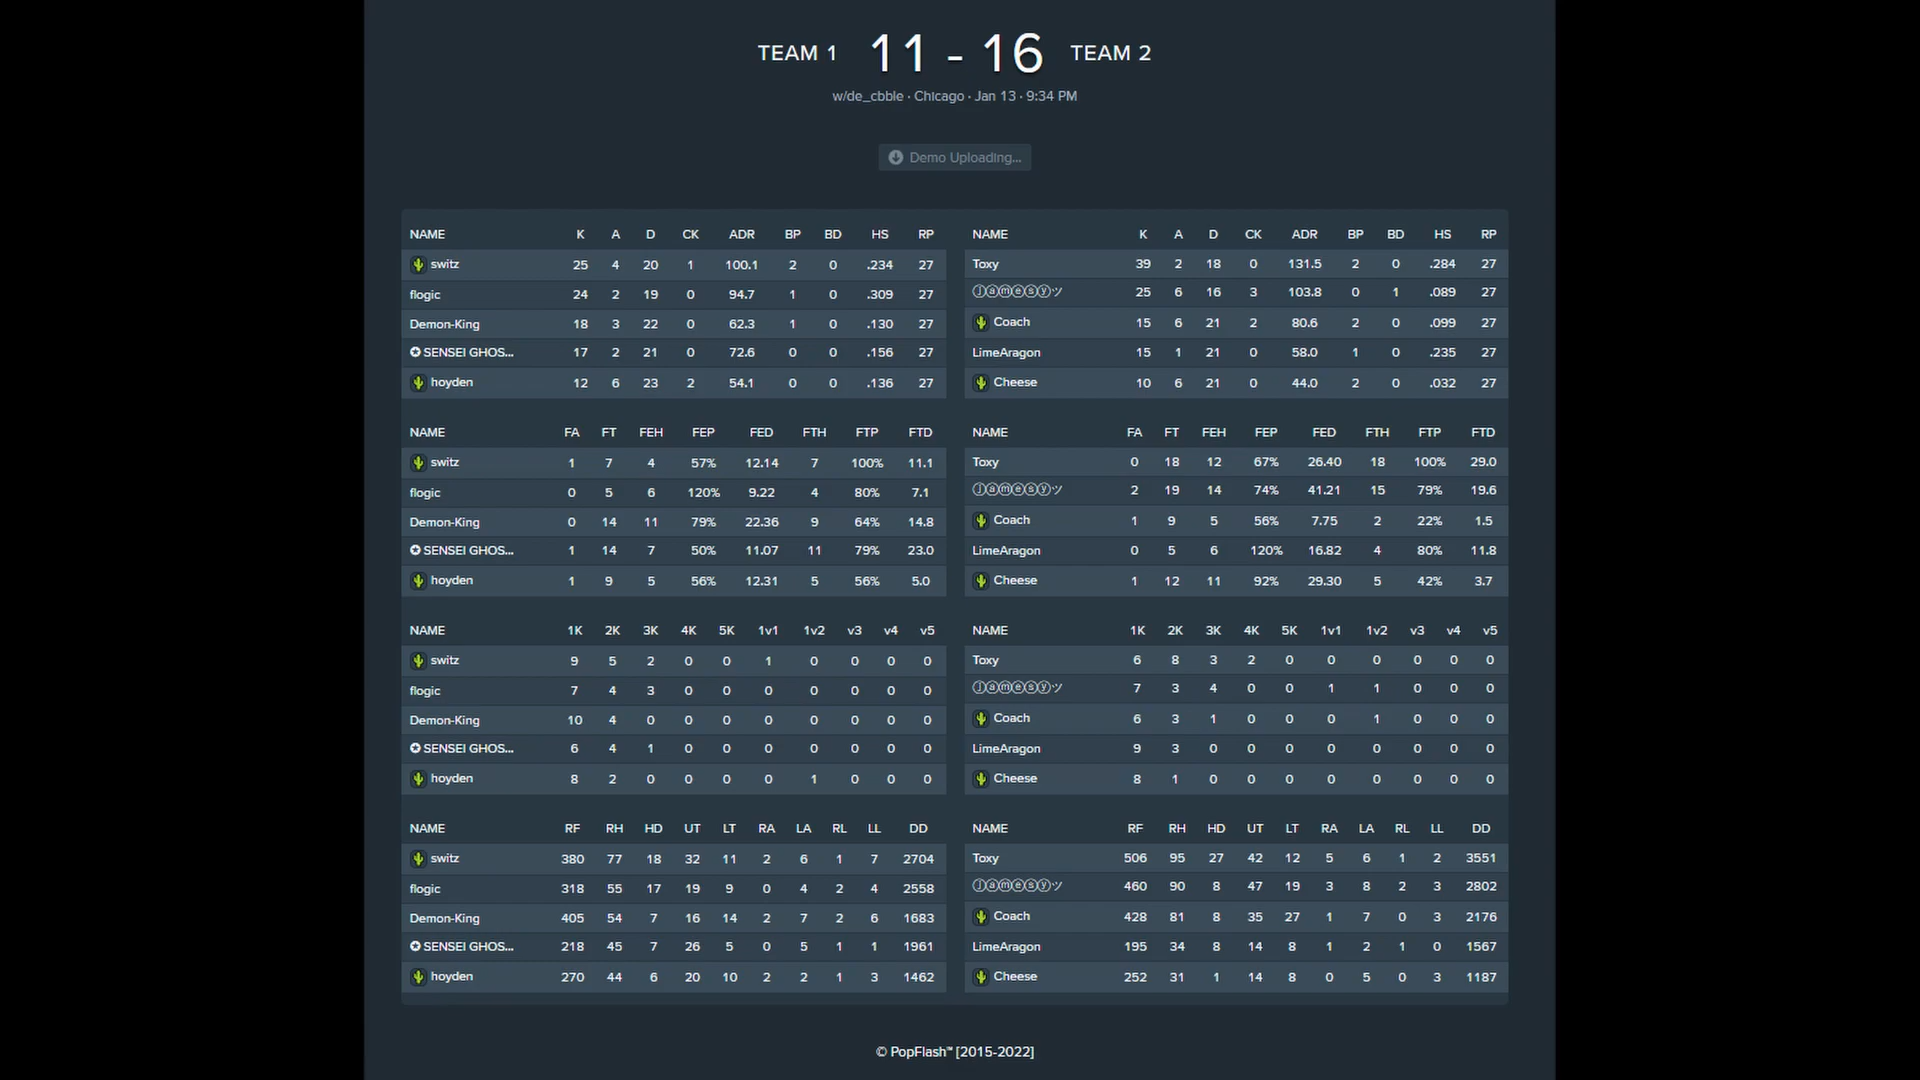 TEAM 1 11 - 16 TEAM 2
w/de_cbble · Chicago · Jan 13 · 9:34 PM
Demo Uploading...
NAME K A D CK ADR BP BD HS RP
switz 25 4 20 1 100.1 2 0 .234 27
flogic 24 2 19 0 94.7 1 0 .309 27
Demon-King 18 3 22 0 62.3 1 0 .130 27
✪ SENSEI GHOS... 17 2 21 0 72.6 0 0 .156 27
hoyden 12 6 23 2 54.1 0 0 .136 27
NAME K A D CK ADR BP BD HS RP
Toxy 39 2 18 0 131.5 2 0 .284 27
ⓙⓐⓜⓔⓢⓨツ 25 6 16 3 103.8 0 1 .089 27
Coach 15 6 21 2 80.6 2 0 .099 27
LimeAragon 15 1 21 0 58.0 1 0 .235 27
Cheese 10 6 21 0 44.0 2 0 .032 27
NAME FA FT FEH FEP FED FTH FTP FTD
switz 1 7 4 57% 12.14 7 100% 11.1
flogic 0 5 6 120% 9.22 4 80% 7.1
Demon-King 0 14 11 79% 22.36 9 64% 14.8
✪ SENSEI GHOS... 1 14 7 50% 11.07 11 79% 23.0
hoyden 1 9 5 56% 12.31 5 56% 5.0
NAME FA FT FEH FEP FED FTH FTP FTD
Toxy 0 18 12 67% 26.40 18 100% 29.0
ⓙⓐⓜⓔⓢⓨツ 2 19 14 74% 41.21 15 79% 19.6
Coach 1 9 5 56% 7.75 2 22% 1.5
LimeAragon 0 5 6 120% 16.82 4 80% 11.8
Cheese 1 12 11 92% 29.30 5 42% 3.7
NAME 1K 2K 3K 4K 5K 1v1 1v2 v3 v4 v5
switz 9 5 2 0 0 1 0 0 0 0
flogic 7 4 3 0 0 0 0 0 0 0
Demon-King 10 4 0 0 0 0 0 0 0 0
✪ SENSEI GHOS... 6 4 1 0 0 0 0 0 0 0
hoyden 8 2 0 0 0 0 1 0 0 0
NAME 1K 2K 3K 4K 5K 1v1 1v2 v3 v4 v5
Toxy 6 8 3 2 0 0 0 0 0 0
ⓙⓐⓜⓔⓢⓨツ 7 3 4 0 0 1 1 0 0 0
Coach 6 3 1 0 0 0 1 0 0 0
LimeAragon 9 3 0 0 0 0 0 0 0 0
Cheese 8 1 0 0 0 0 0 0 0 0
NAME RF RH HD UT LT RA LA RL LL DD
switz 380 77 18 32 11 2 6 1 7 2704
flogic 318 55 17 19 9 0 4 2 4 2558
Demon-King 405 54 7 16 14 2 7 2 6 1683
✪ SENSEI GHOS... 218 45 7 26 5 0 5 1 1 1961
hoyden 270 44 6 20 10 2 2 1 3 1462
NAME RF RH HD UT LT RA LA RL LL DD
Toxy 506 95 27 42 12 5 6 1 2 3551
ⓙⓐⓜⓔⓢⓨツ 460 90 8 47 19 3 8 2 3 2802
Coach 428 81 8 35 27 1 7 0 3 2176
LimeAragon 195 34 8 14 8 1 2 1 0 1567
Cheese 252 31 1 14 8 0 5 0 3 1187
© PopFlash™ [2015-2022]